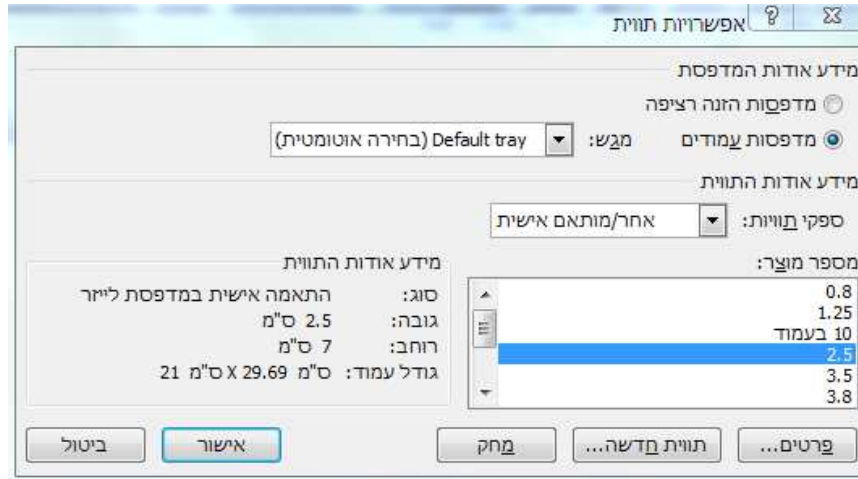 אפשרויות תווית
מידע אודות המדפסת
מדפסות הזנה רציפה
מדפסות עמודים מגש: Default tray (בחירה אוטומטית)
מידע אודות התווית
ספקי תוויות: אחר/מותאם אישית
מספר מוצר:
0.8
1.25
10 בעמוד
2.5
3.5
3.8
מידע אודות התווית
סוג: התאמה אישית במדפסת לייזר
גובה: 2.5 ס"מ
רוחב: 7 ס"מ
גודל עמוד: 21 ס"מ X 29.69 ס"מ
פרטים... תווית חדשה... מחק אישור ביטול